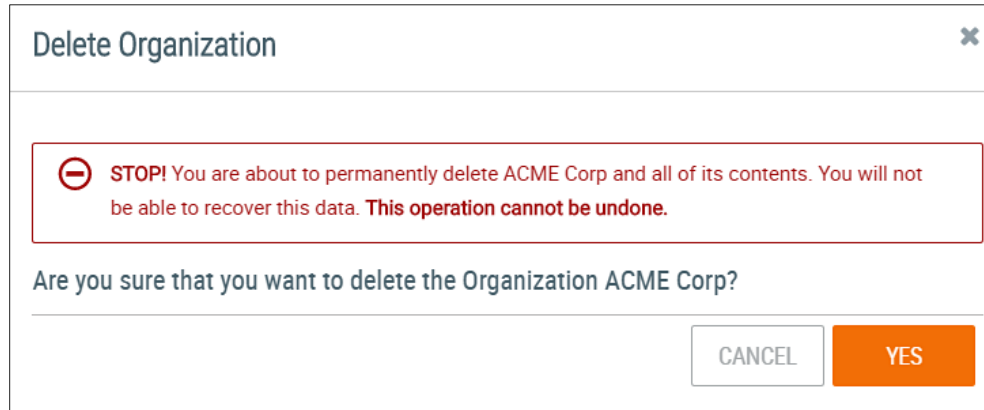 Delete Organization
STOP! You are about to permanently delete ACME Corp and all of its contents. You will not
be able to recover this data. This operation cannot be undone.
Are you sure that you want to delete the Organization ACME Corp?
CANCEL
YES